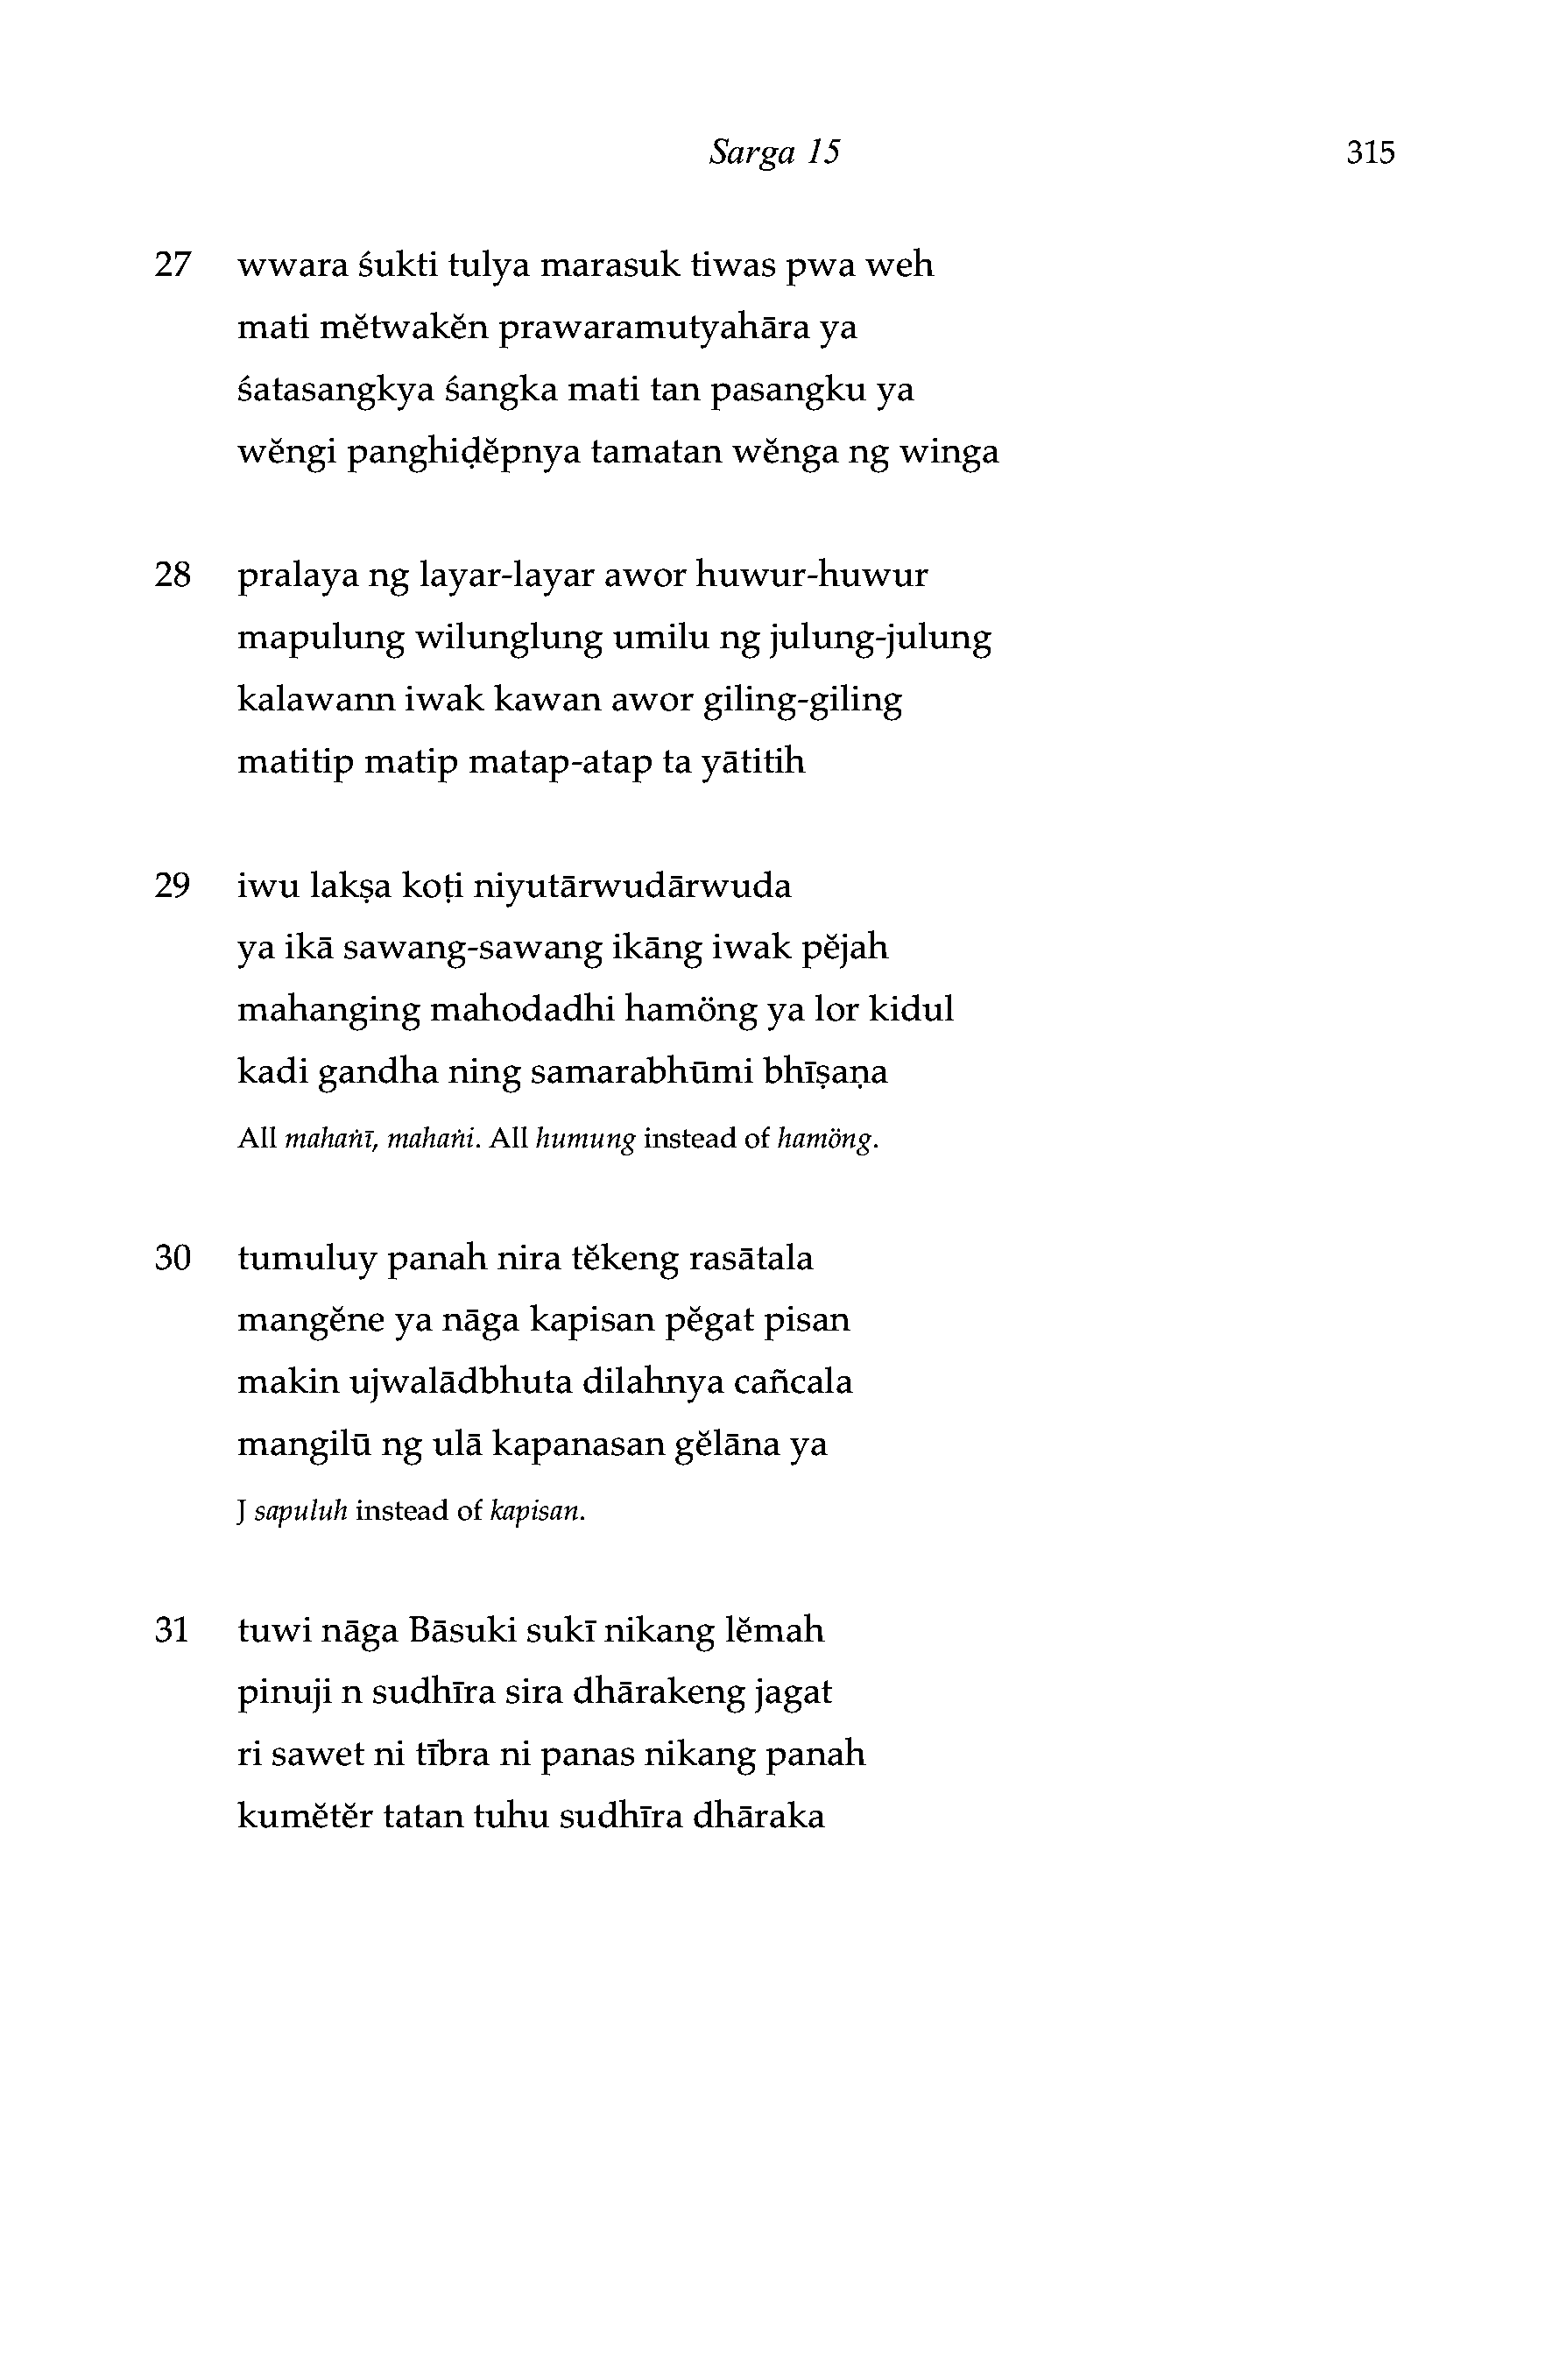 Sarga 15 315
27 wwara śukti tulya marasuk tiwas pwa weh
mati mĕtwakĕn prawaramutyahāra ya
śatasangkya śangka mati tan pasangku ya
wĕngi panghiḍĕpnya tamatan wĕnga ng winga
28 pralaya ng layar-layar awor huwur-huwur
mapulung wilunglung umilu ng julung-julung
kalawann iwak kawan awor giling-giling
matitip matip matap-atap ta yātitih
29 iwu lakṣa koṭi niyutārwudārwuda
ya ikā sawang-sawang ikāng iwak pĕjah
mahanging mahodadhi hamöng ya lor kidul
kadi gandha ning samarabhūmi bhīṣaṇa
All mahaṅī, mahaṅi. All humung instead of hamöng.
30 tumuluy panah nira tĕkeng rasātala
mangĕne ya nāga kapisan pĕgat pisan
makin ujwalādbhuta dilahnya cañcala
mangilū ng ulā kapanasan gĕlāna ya
J sapuluh instead of kapisan.
31 tuwi nāga Bāsuki sukī nikang lĕmah
pinuji n sudhīra sira dhārakeng jagat
ri sawet ni tībra ni panas nikang panah
kumĕtĕr tatan tuhu sudhīra dhāraka